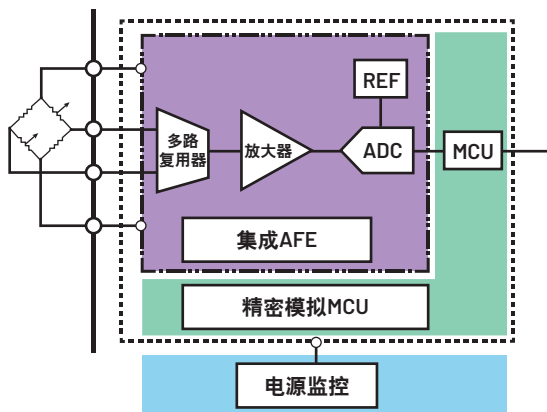 REF
多路
复用器
放大器
ADC
MCU
集成AFE
精密模拟MCU
电源监控